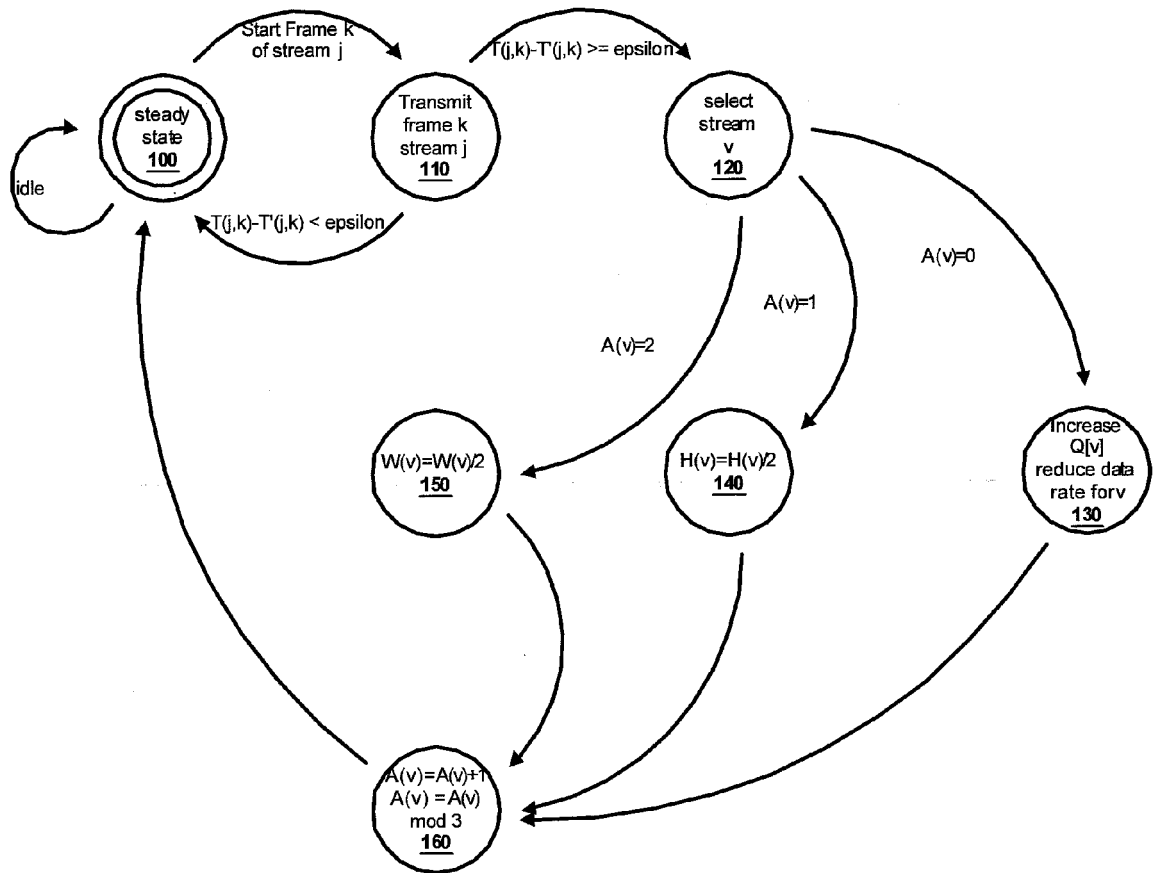 Start Frame k
of stream j
T(j,k)-T'(j,k) >= epsilon
steady
state
100
Transmit
frame k
stream j
110
select
stream
v
120
idle
T(j,k)-T'(j,k) < epsilon
A(v)=0
A(v)=1
A(v)=2
W(v)=W(v)/2
150
H(v)=H(v)/2
140
Increase
Q[v]
reduce data
rate for v
130
A(v)=A(v)+1
A(v)=A(v)
mod 3
160